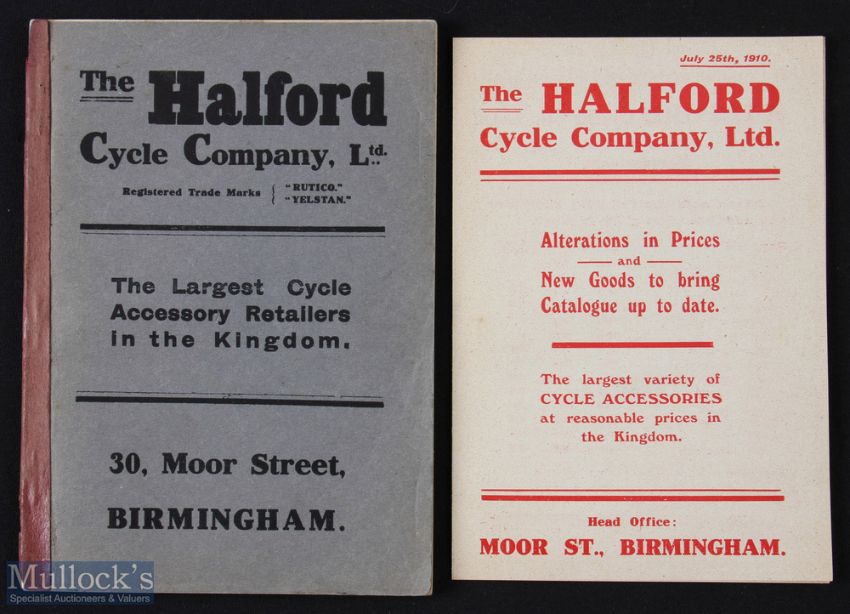 The Halford
Cycle Company, Ltd.
Registered Trade Marks { "RUTICO."
"YELSTAN."
The Largest Cycle
Accessory Retailers
in the Kingdom.
30, Moor Street,
BIRMINGHAM.
July 25th, 1910.
The HALFORD
Cycle Company, Ltd.
Alterations in Prices
and
New Goods to bring
Catalogue up to date.
The largest variety of
CYCLE ACCESSORIES
at reasonable prices in
the Kingdom.
Head Office:
MOOR ST., BIRMINGHAM.
Mullock's
Specialist Auctioneers & Valuers